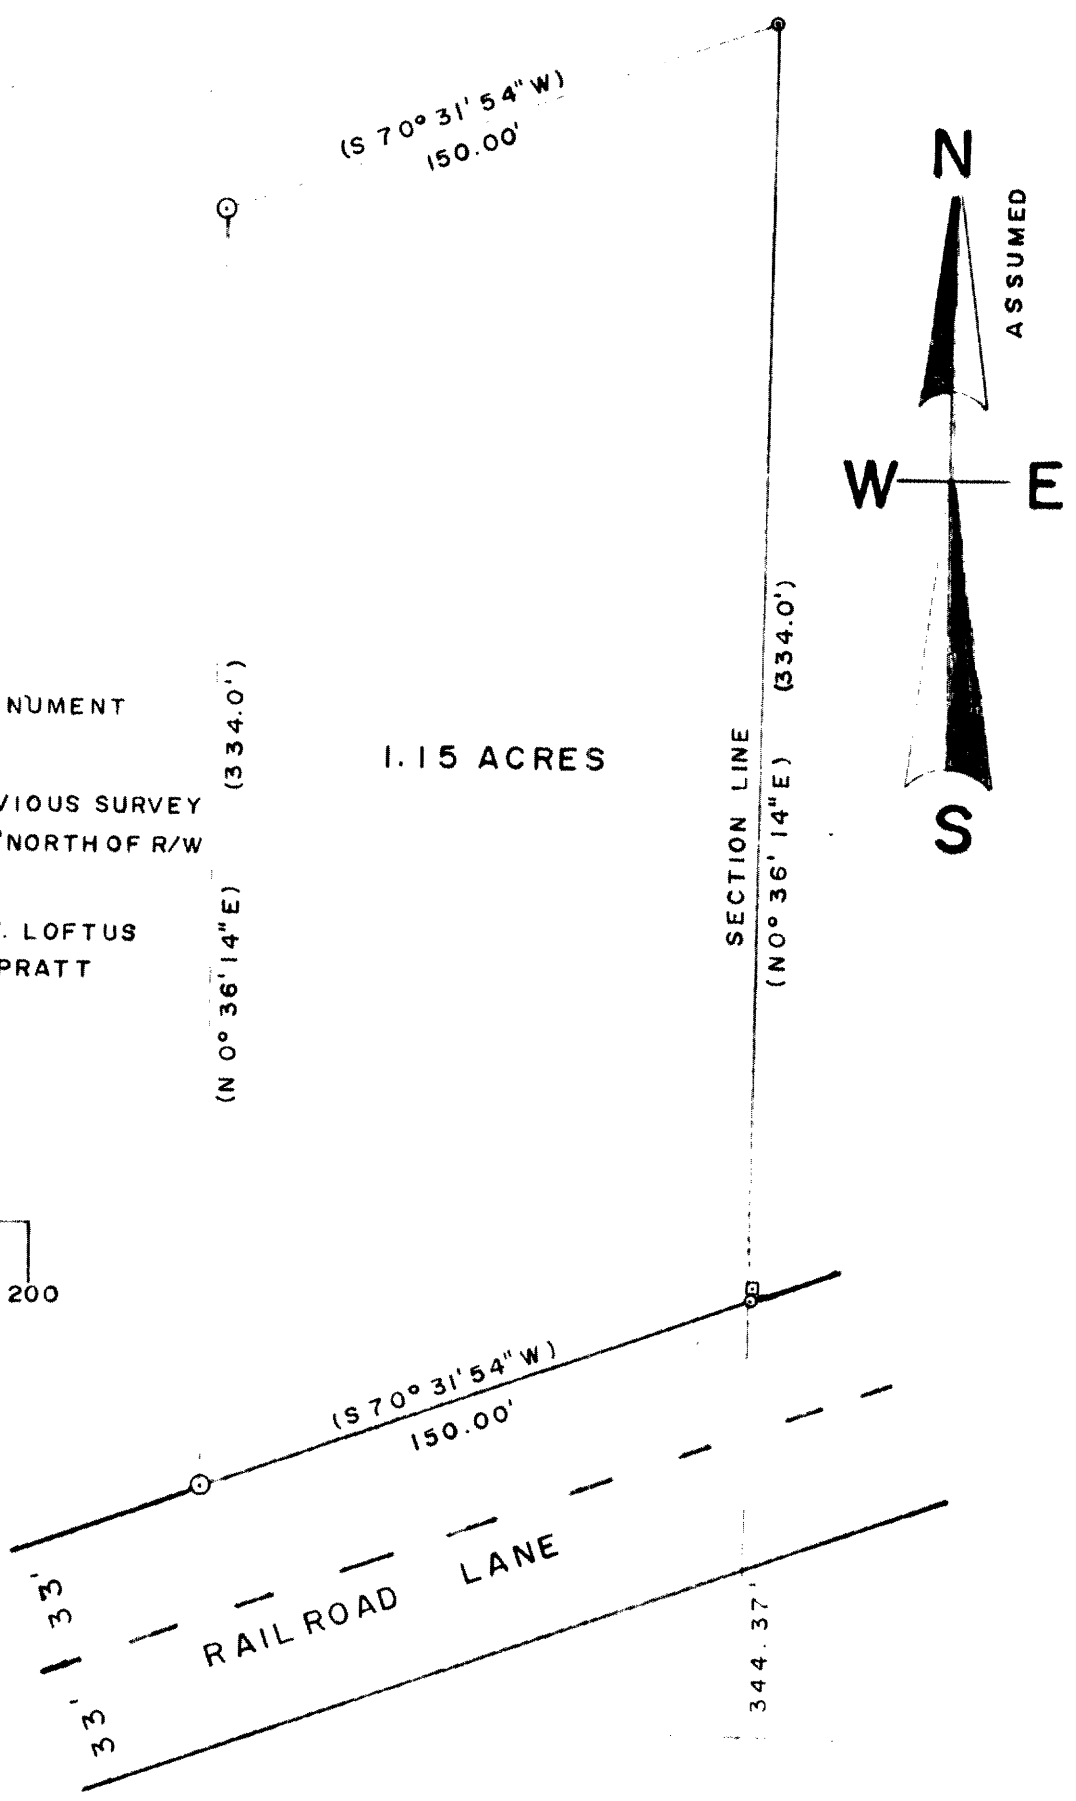 (S 70° 31' 54" W)
150.00'
N
ASSUMED
W E
S
(334.0')
(N 0° 36' 14" E)
1.15 ACRES
SECTION LINE
(334.0')
(N 0° 36' 14" E)
NUMENT
VIOUS SURVEY
'NORTH OF R/W
. LOFTUS
PRATT
200
(S 70° 31' 54" W)
150.00'
33'
33'
RAILROAD LANE
344.37'